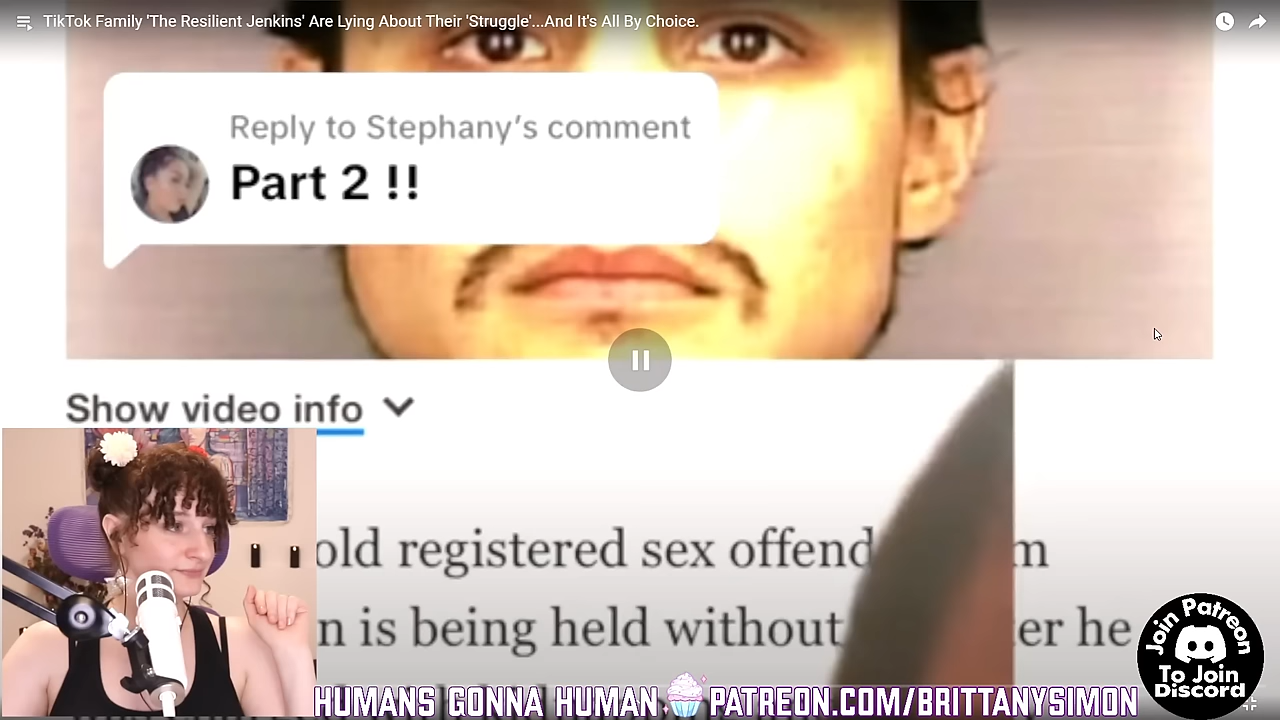 TikTok Family 'The Resilient Jenkins' Are Lying About Their 'Struggle'...And It's All By Choice.
Reply to Stephany's comment
Part 2 !!
Show video info
old registered sex offend m
n is being held without er he
HUMANS GONNA HUMAN PATREON.COM/BRITTANYSIMON
Join Patreon
To Join
Discord